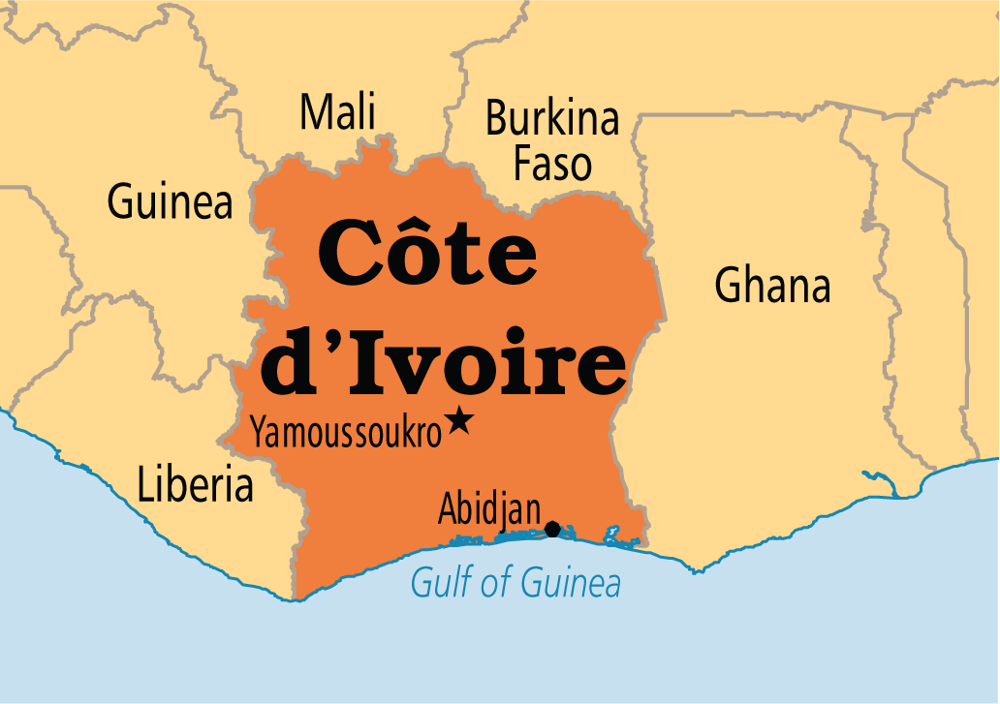 Mali
Burkina
Faso
Guinea
Côte
d’Ivoire
Ghana
Yamoussoukro
Liberia
Abidjan
Gulf of Guinea